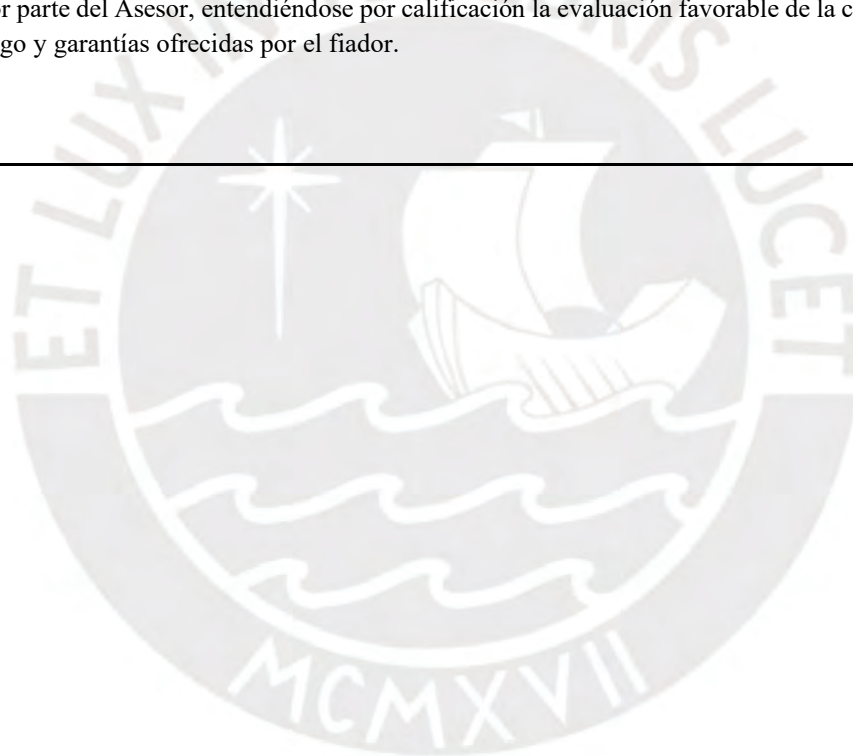 r parte del Asesor, entendiéndose por calificación la evaluación favorable de la c
go y garantías ofrecidas por el fiador.
ET LUX IN RIS LUCET
MCMXVII